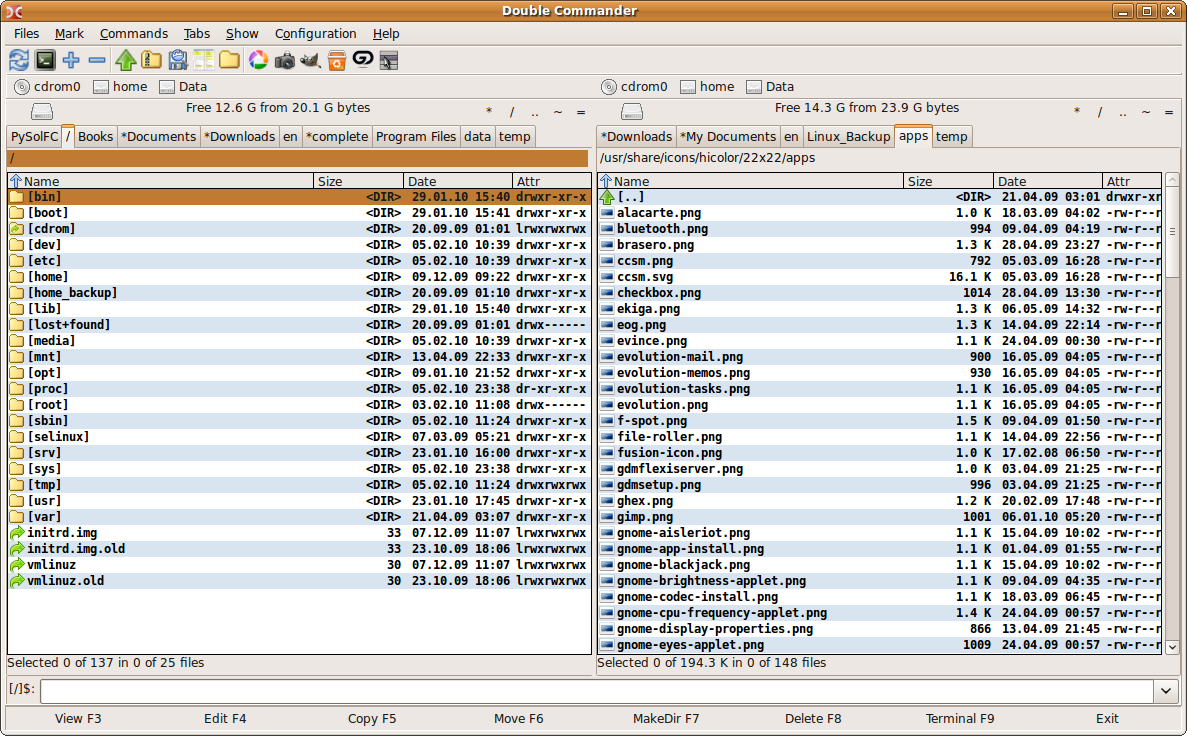 Double Commander
Files Mark Commands Tabs Show Configuration Help
cdrom0 home Data
cdrom0 home Data
Free 12.6 G from 20.1 G bytes * / .. ~ =
Free 14.3 G from 23.9 G bytes * / .. ~ =
PySolFC / Books *Documents *Downloads en *complete Program Files data temp
*Downloads *My Documents en Linux_Backup apps temp
/
/usr/share/icons/hicolor/22x22/apps
Name Size Date Attr
[bin] <DIR> 29.01.10 15:40 drwxr-xr-x
[boot] <DIR> 29.01.10 15:41 drwxr-xr-x
[cdrom] <DIR> 20.09.09 01:01 lrwxrwxrwx
[dev] <DIR> 05.02.10 10:39 drwxr-xr-x
[etc] <DIR> 05.02.10 10:39 drwxr-xr-x
[home] <DIR> 09.12.09 09:22 drwxr-xr-x
[home_backup] <DIR> 20.09.09 01:10 drwxr-xr-x
[lib] <DIR> 29.01.10 15:40 drwxr-xr-x
[lost+found] <DIR> 20.09.09 01:01 drwx------
[media] <DIR> 05.02.10 10:39 drwxr-xr-x
[mnt] <DIR> 13.04.09 22:33 drwxr-xr-x
[opt] <DIR> 09.01.10 21:52 drwxr-xr-x
[proc] <DIR> 05.02.10 23:38 dr-xr-xr-x
[root] <DIR> 03.02.10 11:08 drwx------
[sbin] <DIR> 05.02.10 11:24 drwxr-xr-x
[selinux] <DIR> 07.03.09 05:21 drwxr-xr-x
[srv] <DIR> 23.01.10 16:00 drwxr-xr-x
[sys] <DIR> 05.02.10 23:38 drwxr-xr-x
[tmp] <DIR> 05.02.10 11:24 drwxrwxrwx
[usr] <DIR> 23.01.10 17:45 drwxr-xr-x
[var] <DIR> 21.04.09 03:07 drwxr-xr-x
initrd.img 33 07.12.09 11:07 lrwxrwxrwx
initrd.img.old 33 23.10.09 18:06 lrwxrwxrwx
vmlinuz 30 07.12.09 11:07 lrwxrwxrwx
vmlinuz.old 30 23.10.09 18:06 lrwxrwxrwx
Selected 0 of 137 in 0 of 25 files
Name Size Date Attr
[..] <DIR> 21.04.09 03:01 drwxr-xr
alacarte.png 1.0 K 18.03.09 04:02 -rw-r--r
bluetooth.png 994 09.04.09 04:19 -rw-r--r
brasero.png 1.3 K 28.04.09 23:27 -rw-r--r
ccsm.png 792 05.03.09 16:28 -rw-r--r
ccsm.svg 16.1 K 05.03.09 16:28 -rw-r--r
checkbox.png 1014 28.04.09 13:30 -rw-r--r
ekiga.png 1.3 K 06.05.09 14:32 -rw-r--r
eog.png 1.3 K 14.04.09 22:14 -rw-r--r
evince.png 1.1 K 24.04.09 00:30 -rw-r--r
evolution-mail.png 900 16.05.09 04:05 -rw-r--r
evolution-memos.png 930 16.05.09 04:05 -rw-r--r
evolution-tasks.png 1.1 K 16.05.09 04:05 -rw-r--r
evolution.png 1.1 K 16.05.09 04:05 -rw-r--r
f-spot.png 1.5 K 09.04.09 01:50 -rw-r--r
file-roller.png 1.1 K 14.04.09 22:56 -rw-r--r
fusion-icon.png 1.0 K 17.02.08 06:50 -rw-r--r
gdmflexiserver.png 1.0 K 03.04.09 21:25 -rw-r--r
gdmsetup.png 996 03.04.09 21:25 -rw-r--r
ghex.png 1.2 K 20.02.09 17:48 -rw-r--r
gimp.png 1001 06.01.10 05:20 -rw-r--r
gnome-aisleriot.png 1.1 K 15.04.09 10:02 -rw-r--r
gnome-app-install.png 1.1 K 01.04.09 01:55 -rw-r--r
gnome-blackjack.png 1.1 K 15.04.09 10:02 -rw-r--r
gnome-brightness-applet.png 1.1 K 09.04.09 04:35 -rw-r--r
gnome-codec-install.png 1.1 K 18.03.09 06:45 -rw-r--r
gnome-cpu-frequency-applet.png 1.4 K 24.04.09 00:57 -rw-r--r
gnome-display-properties.png 866 13.04.09 21:45 -rw-r--r
gnome-eyes-applet.png 1009 24.04.09 00:57 -rw-r--r
Selected 0 of 194.3 K in 0 of 148 files
[/]$:
View F3 Edit F4 Copy F5 Move F6 MakeDir F7 Delete F8 Terminal F9 Exit